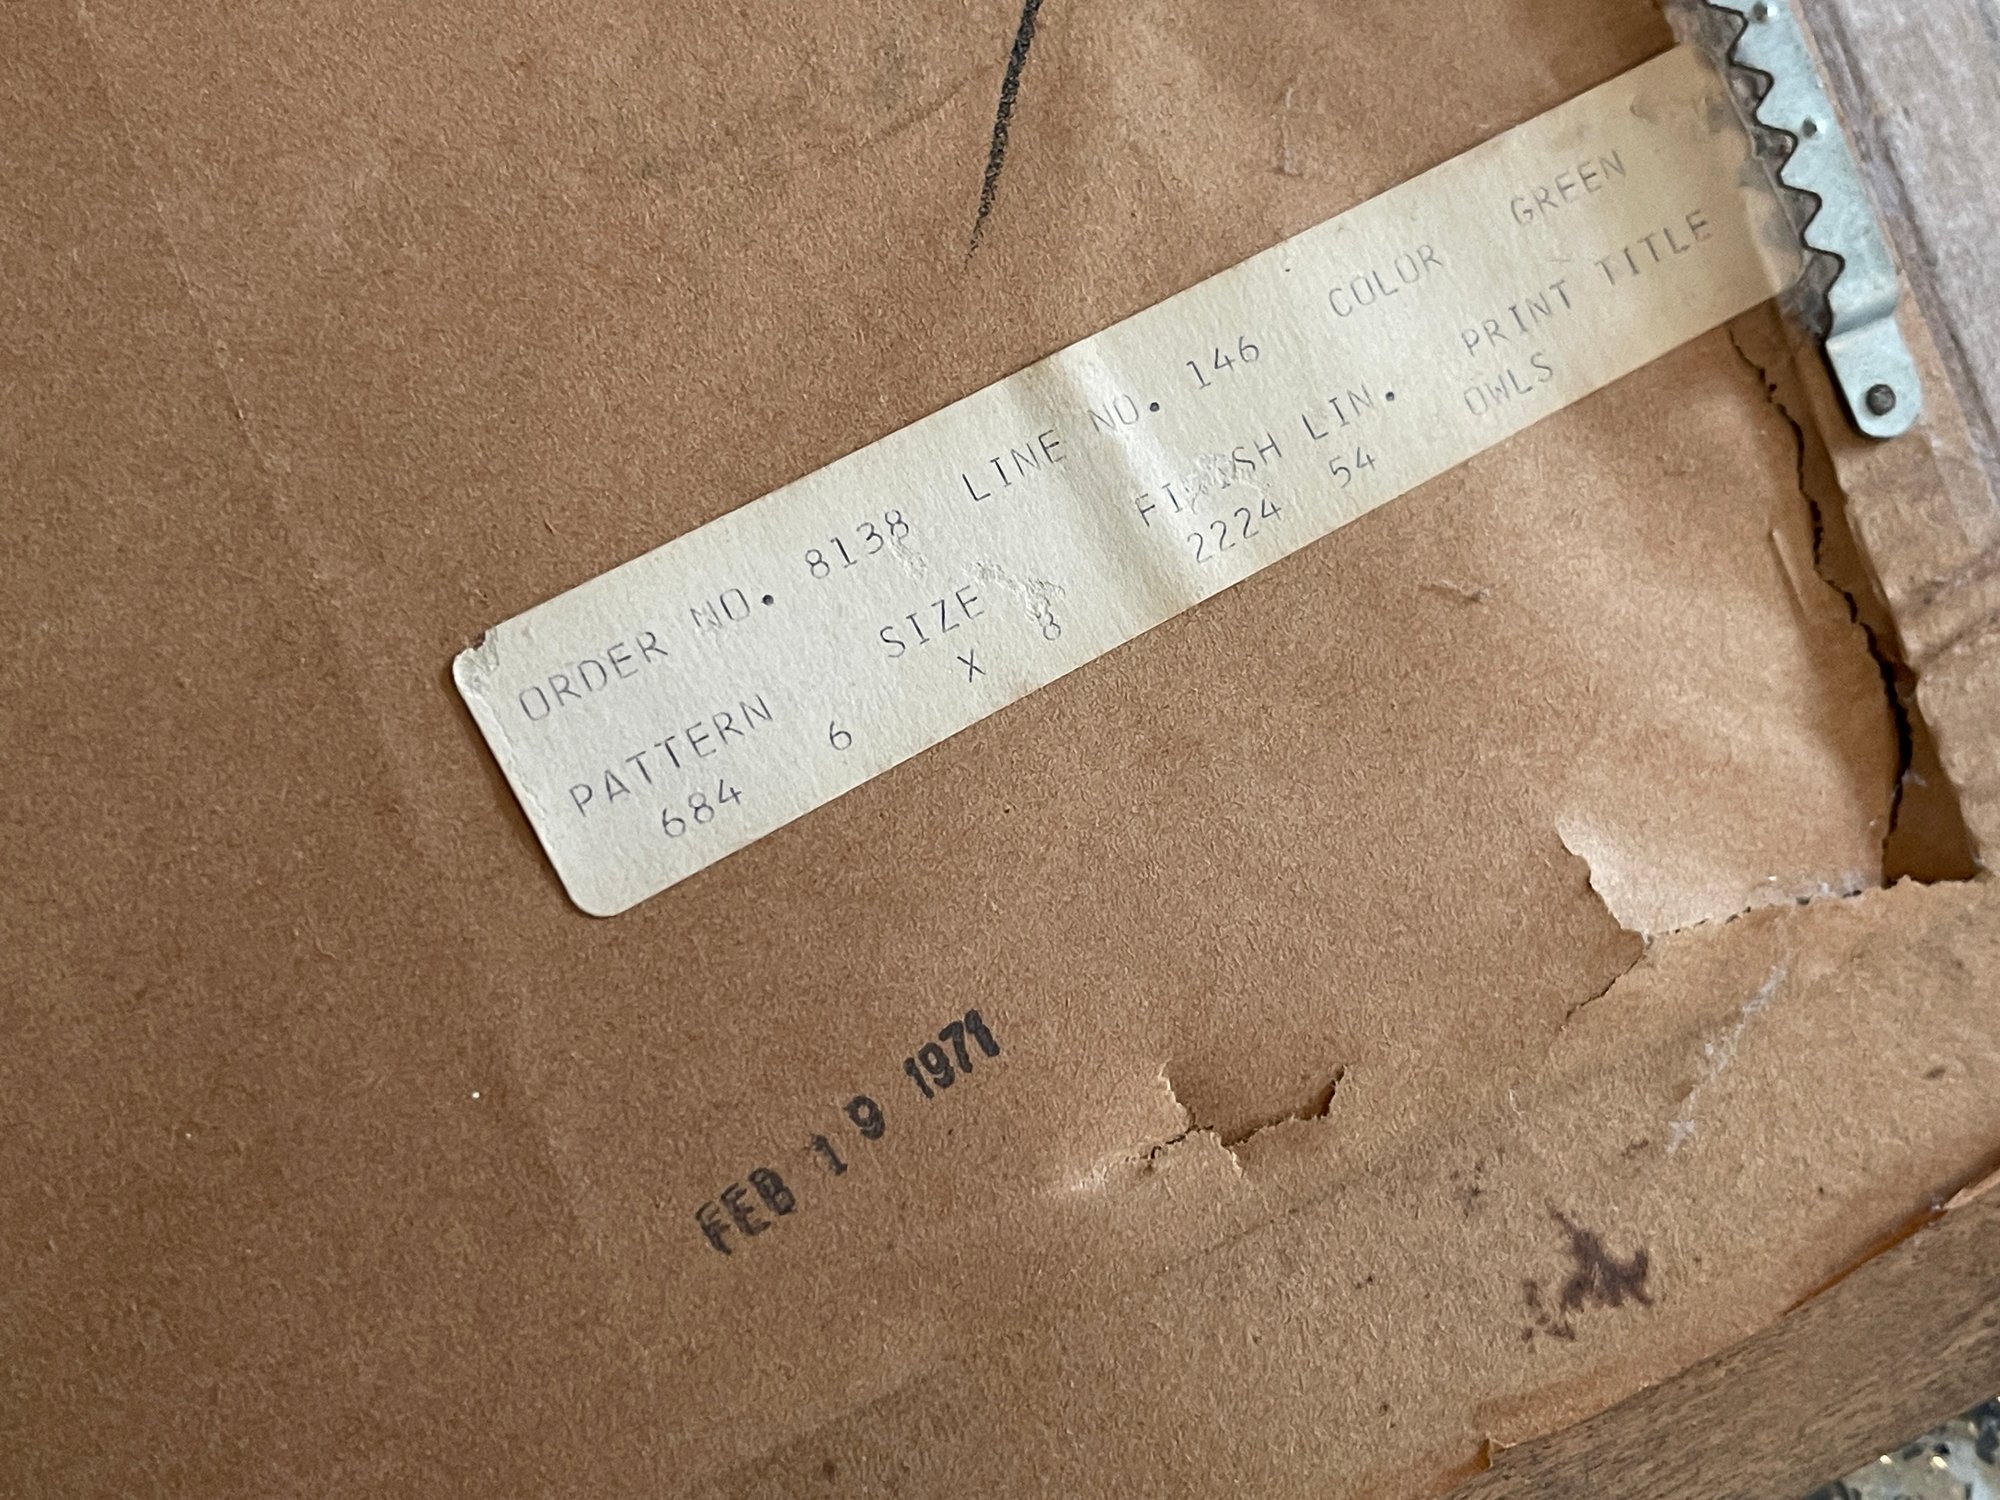 ORDER NO. 8138 LINE NO. 146 COLOR GREEN
PATTERN SIZE FINISH LIN. PRINT TITLE
684 6 X 8 2224 54 OWLS
FEB 19 1971